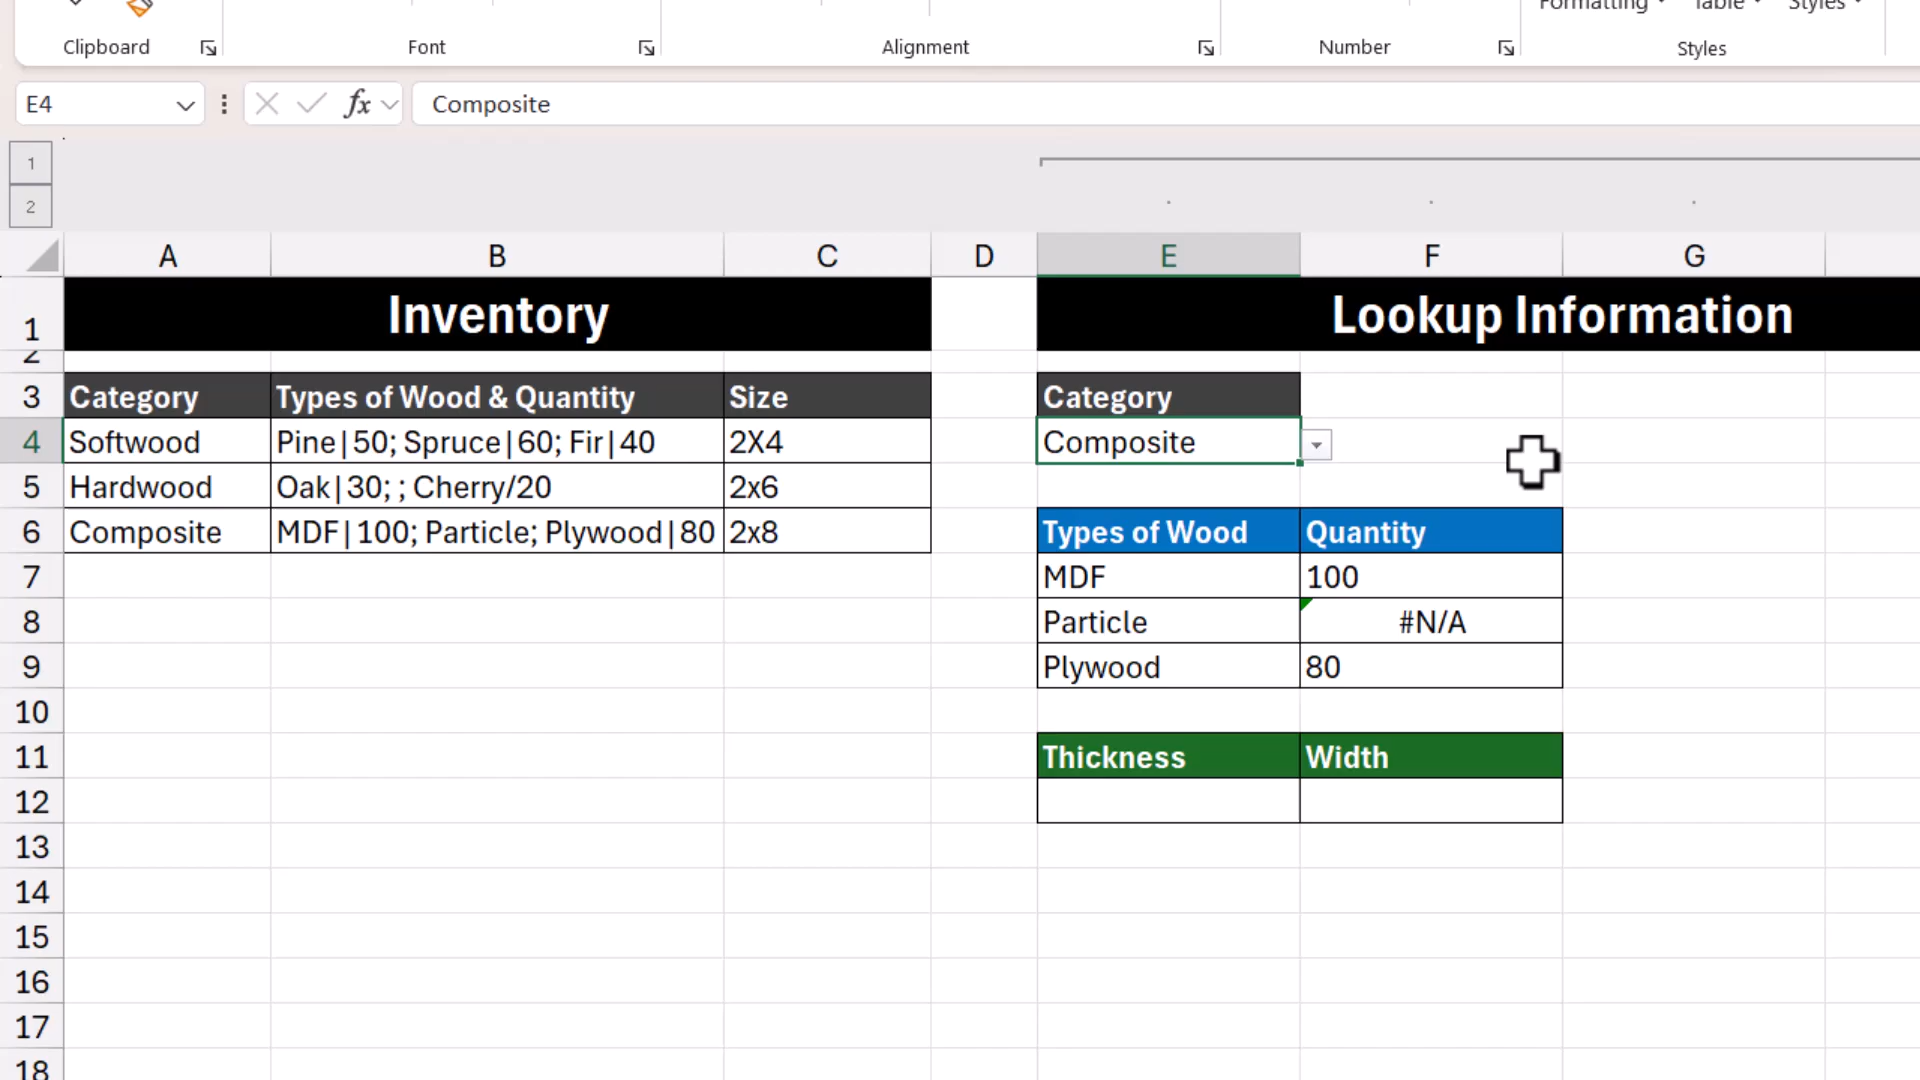 Formatting Table Styles
Clipboard Font Alignment Number Styles
E4 fx Composite
1
2
A B C D E F G
1 Inventory Lookup Information
2
3 Category Types of Wood & Quantity Size Category
4 Softwood Pine|50; Spruce|60; Fir|40 2X4 Composite
5 Hardwood Oak|30; ; Cherry/20 2x6
6 Composite MDF|100; Particle; Plywood|80 2x8 Types of Wood Quantity
7 MDF 100
8 Particle #N/A
9 Plywood 80
10
11 Thickness Width
12
13
14
15
16
17
18